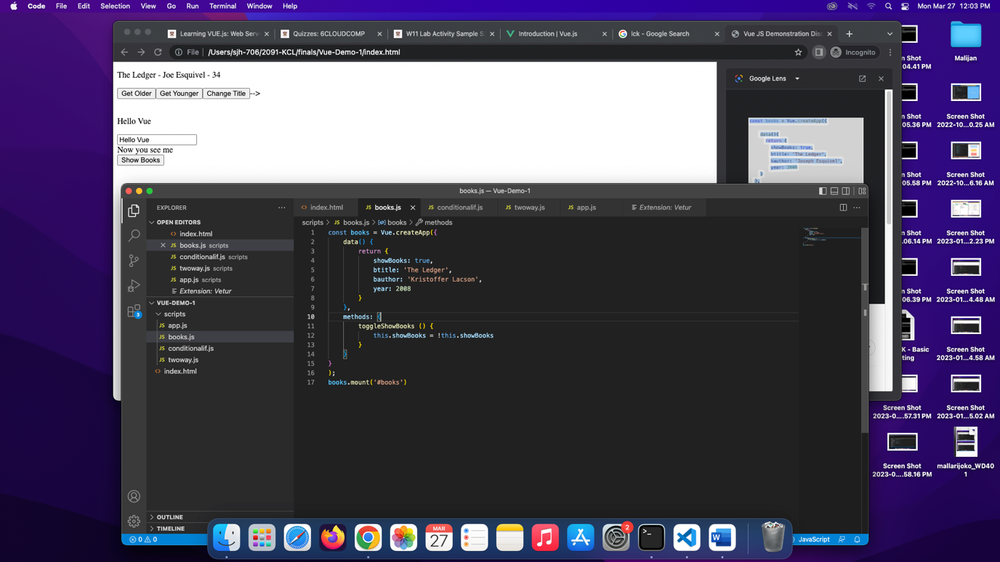 Code File Edit Selection View Go Run Terminal Window Help
Mon Mar 27 12:03 PM
Learning VUE.js: Web Serv
Quizzes: 6CLOUDCOMP
W11 Lab Activity Sample S
Introduction | Vue.js
lck - Google Search
Vue JS Demonstration Disc
File | /Users/sjh-706/2091-KCL/finals/Vue-Demo-1/index.html
Incognito
The Ledger - Joe Esquivel - 34
Get Older Get Younger Change Title -->
Hello Vue
Hello Vue
Now you see me
Show Books
Google Lens
const books = Vue.createApp({
data(){
return {
showBooks: true,
btitle: 'The Ledger',
bauthor: 'Joseph Esquivel',
year: 2008
}
},
books.js — Vue-Demo-1
EXPLORER
OPEN EDITORS
index.html
books.js scripts
conditionalif.js scripts
twoway.js scripts
app.js scripts
Extension: Vetur
VUE-DEMO-1
scripts
app.js
books.js
conditionalif.js
twoway.js
index.html
OUTLINE
TIMELINE
3
index.html
books.js
conditionalif.js
twoway.js
app.js
Extension: Vetur
scripts > JS books.js > books > methods
1 const books = Vue.createApp({
2 data() {
3 return {
4 showBooks: true,
5 btitle: 'The Ledger',
6 bauthor: 'Kristoffer Lacson',
7 year: 2008
8 }
9 },
10 methods: {
11 toggleShowBooks () {
12 this.showBooks = !this.showBooks
13 }
14 }
15 }
16 );
17 books.mount('#books')
0 0
JavaScript
MAR
27
2
Malijan
Screen Shot
2022-10...0.25 AM
Screen Shot
2022-10...6.16 AM
Screen Shot
2023-01...2.23 PM
Screen Shot
2023-01...4.48 AM
Screen Shot
2023-01...4.58 AM
Screen Shot
2023-01...5.02 AM
mallarijoko_WD40
1
en Shot
04.41 PM
en Shot
05.36 PM
en Shot
05.58 PM
en Shot
06.14 PM
en Shot
06.39 PM
K - Basic
ting
Screen Shot
2023-0....57.31 PM
Screen Shot
2023-0....58.16 PM